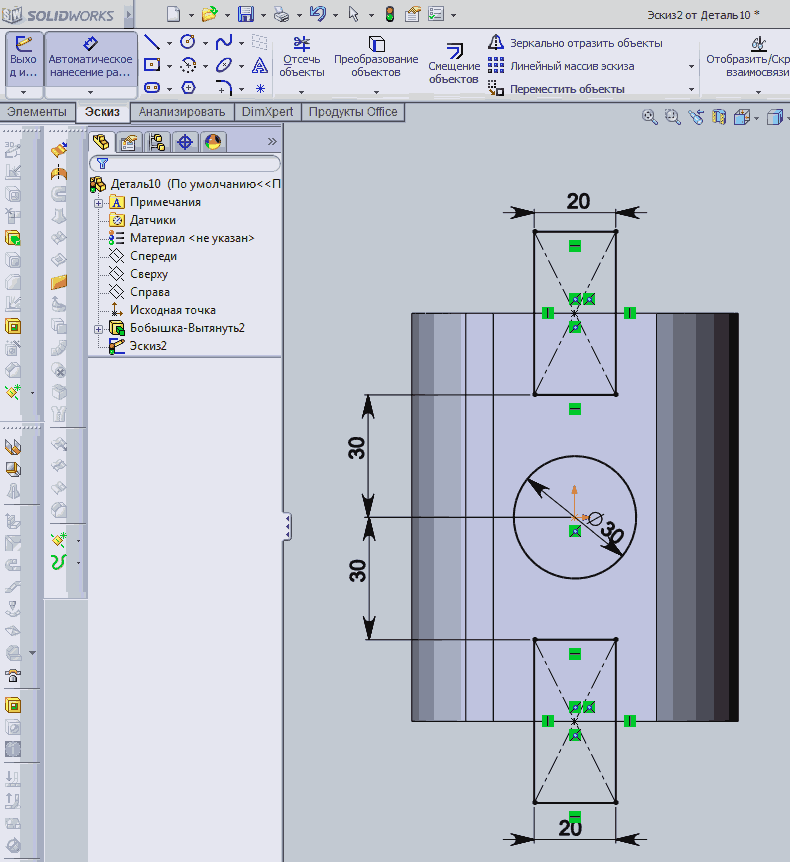 SOLIDWORKS
Эскиз2 от Деталь10 *
Выхо
д и...
Автоматическое
нанесение ра...
Отсечь
объекты
Преобразование
объектов
Смещение
объектов
Зеркально отразить объекты
Линейный массив эскиза
Переместить объекты
Отобразить/Скр
взаимосвязи
Элементы
Эскиз
Анализировать
DimXpert
Продукты Office
Деталь10 (По умолчанию<<П
Примечания
Датчики
Материал <не указан>
Спереди
Сверху
Справа
Исходная точка
Бобышка-Вытянуть2
Эскиз2
20
30
∅30
30
20